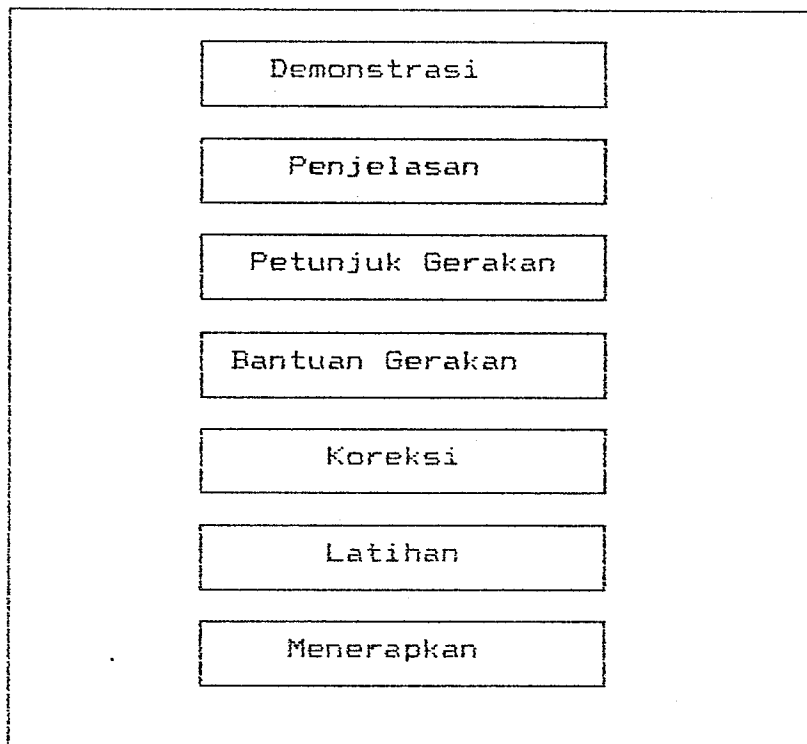 Demonstrasi
Penjelasan
Petunjuk Gerakan
Bantuan Gerakan
Koreksi
Latihan
Menerapkan